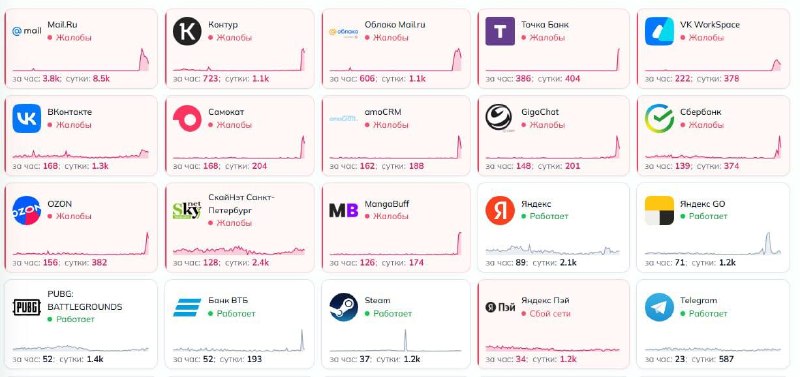 @ mail
Mail.Ru
Жалобы
за час: 3.8k; сутки: 8.5k
Контур
Жалобы
за час: 723; сутки: 1.1k
облако
Облако Mail.ru
Жалобы
за час: 606; сутки: 1.1k
Т
Точка Банк
Жалобы
за час: 386; сутки: 404
VK WorkSpace
Жалобы
за час: 222; сутки: 378
ВКонтакте
Жалобы
за час: 168; сутки: 1.3k
Самокат
Жалобы
за час: 168; сутки: 204
amoCRM.
amoCRM
Жалобы
за час: 162; сутки: 188
GigaChat
Жалобы
за час: 148; сутки: 201
Сбербанк
Жалобы
за час: 139; сутки: 374
OZON
OZON
Жалобы
за час: 156; сутки: 382
Sky net
СкайНэт Санкт-
Петербург
Жалобы
за час: 128; сутки: 2.4k
MB
MangaBuff
Жалобы
за час: 126; сутки: 174
Я
Яндекс
Работает
за час: 89; сутки: 2.1k
Яндекс GO
Работает
за час: 71; сутки: 1.2k
PUBG
PUBG:
BATTLEGROUNDS
Работает
за час: 52; сутки: 1.4k
Банк ВТБ
Работает
за час: 52; сутки: 193
Steam
Работает
за час: 37; сутки: 1.2k
Я Пэй
Яндекс Пэй
Сбой сети
за час: 34; сутки: 1.2k
Telegram
Работает
за час: 23; сутки: 587